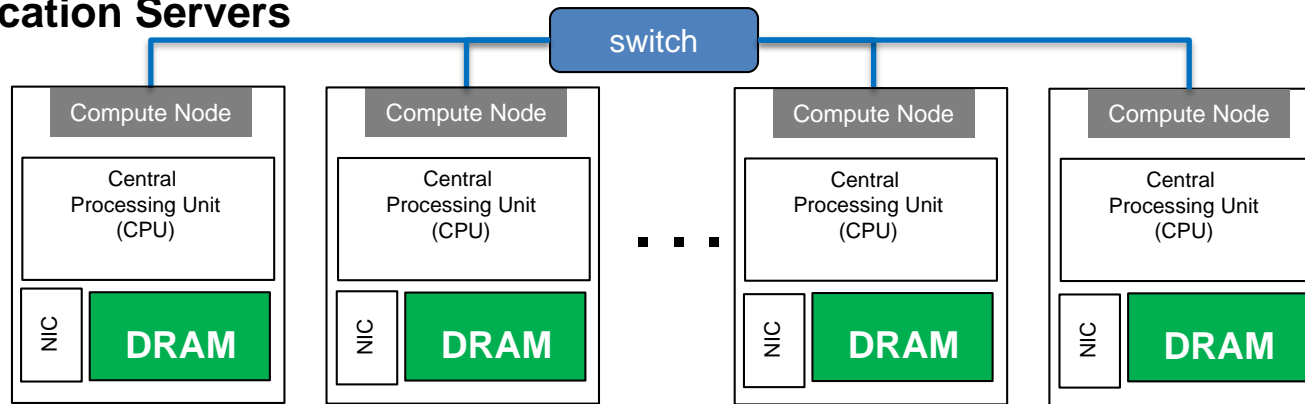 cation Servers
switch
Compute Node
Compute Node
Compute Node
Compute Node
Central
Processing Unit
(CPU)
Central
Processing Unit
(CPU)
Central
Processing Unit
(CPU)
Central
Processing Unit
(CPU)
. . .
NIC
DRAM
NIC
DRAM
NIC
DRAM
NIC
DRAM